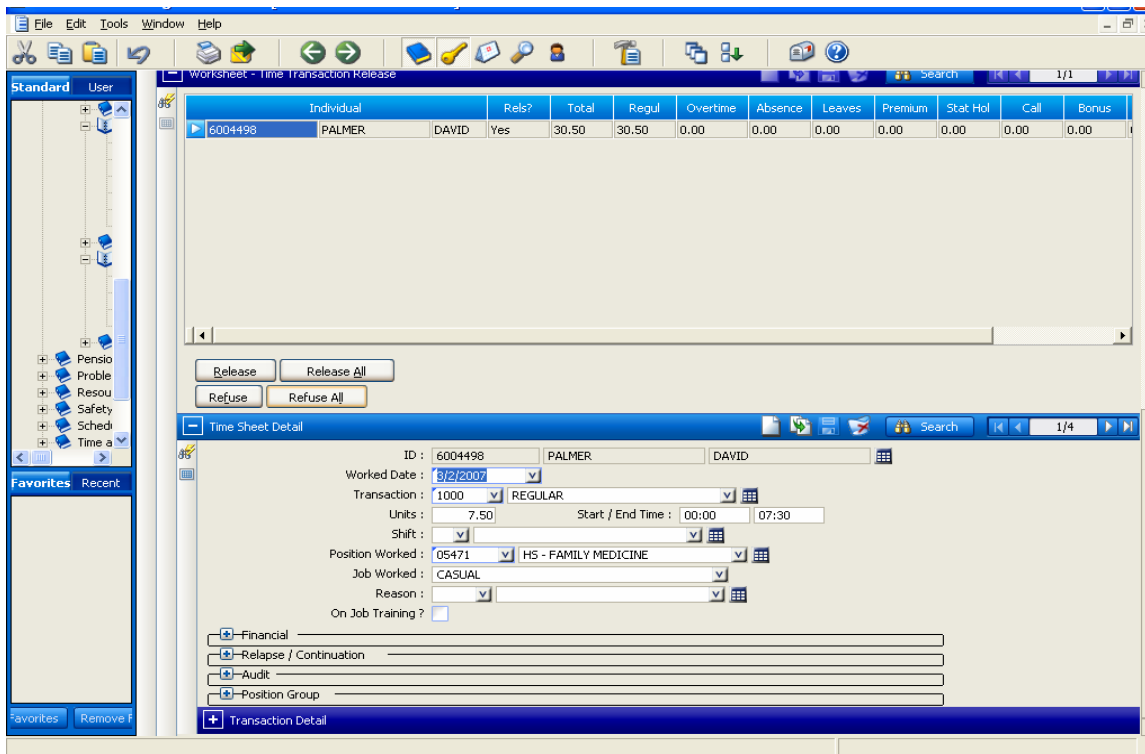 File Edit Tools Window Help
Standard User
Worksheet - Time Transaction Release Search 1/1
Individual Rels? Total Regul Overtime Absence Leaves Premium Stat Hol Call Bonus
6004498 PALMER DAVID Yes 30.50 30.50 0.00 0.00 0.00 0.00 0.00 0.00 0.00
Pensio
Proble
Resou
Safety
Schedu
Time a
Release Release All
Refuse Refuse All
Favorites Recent
Time Sheet Detail Search 1/4
ID : 6004498 PALMER DAVID
Worked Date : 3/2/2007
Transaction : 1000 REGULAR
Units : 7.50 Start / End Time : 00:00 07:30
Shift :
Position Worked : 05471 HS - FAMILY MEDICINE
Job Worked : CASUAL
Reason :
On Job Training ?
Financial
Relapse / Continuation
Audit
Position Group
Transaction Detail
Favorites Remove F